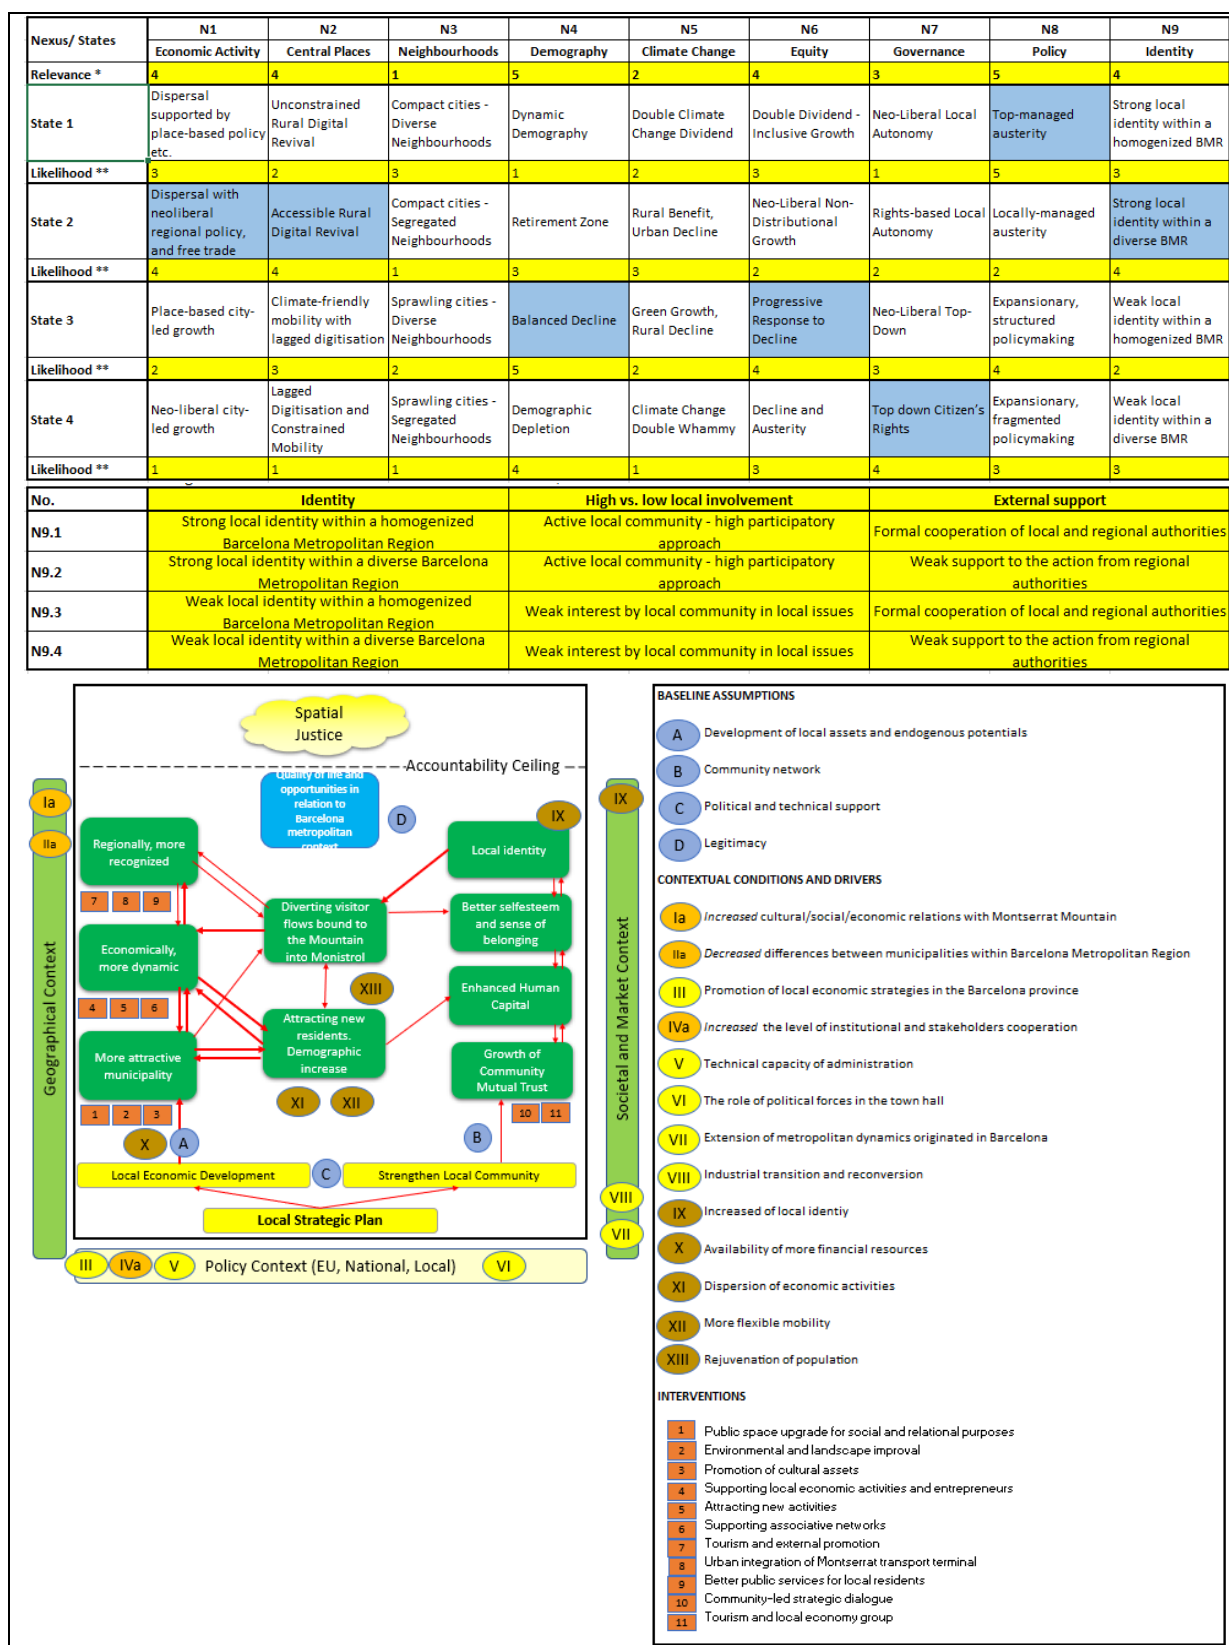 Nexus/ States N1 N2 N3 N4 N5 N6 N7 N8 N9
Economic Activity Central Places Neighbourhoods Demography Climate Change Equity Governance Policy Identity
Relevance * 4 4 1 5 2 4 3 5 4
State 1
Dispersal
supported by
place-based policy
etc.
Unconstrained
Rural Digital
Revival
Compact cities -
Diverse
Neighbourhoods
Dynamic
Demography
Double Climate
Change Dividend
Double Dividend -
Inclusive Growth
Neo-Liberal Local
Autonomy
Top-managed
austerity
Strong local
identity within a
homogenized BMR
Likelihood ** 3 2 3 1 2 3 1 5 3
State 2
Dispersal with
neoliberal
regional policy,
and free trade
Accessible Rural
Digital Revival
Compact cities -
Segregated
Neighbourhoods
Retirement Zone
Rural Benefit,
Urban Decline
Neo-Liberal Non-
Distributional
Growth
Rights-based Local
Autonomy
Locally-managed
austerity
Strong local
identity within a
diverse BMR
Likelihood ** 4 4 1 3 3 2 2 2 4
State 3
Place-based city-
led growth
Climate-friendly
mobility with
lagged digitisation
Sprawling cities -
Diverse
Neighbourhoods
Balanced Decline
Green Growth,
Rural Decline
Progressive
Response to
Decline
Neo-Liberal Top-
Down
Expansionary,
structured
policymaking
Weak local
identity within a
homogenized BMR
Likelihood ** 2 3 2 5 2 4 3 4 2
State 4
Neo-liberal city-
led growth
Lagged
Digitisation and
Constrained
Mobility
Sprawling cities -
Segregated
Neighbourhoods
Demographic
Depletion
Climate Change
Double Whammy
Decline and
Austerity
Top down Citizen's
Rights
Expansionary,
fragmented
policymaking
Weak local
identity within a
diverse BMR
Likelihood ** 1 1 1 4 1 3 4 3 3
No. Identity High vs. low local involvement External support
N9.1
Strong local identity within a homogenized
Barcelona Metropolitan Region
Active local community - high participatory
approach
Formal cooperation of local and regional authorities
N9.2
Strong local identity within a diverse Barcelona
Metropolitan Region
Active local community - high participatory
approach
Weak support to the action from regional
authorities
N9.3
Weak local identity within a homogenized
Barcelona Metropolitan Region
Weak interest by local community in local issues
Formal cooperation of local and regional authorities
N9.4
Weak local identity within a diverse Barcelona
Metropolitan Region
Weak interest by local community in local issues
Weak support to the action from regional
authorities
Spatial
Justice
Accountability Ceiling
Quality of life and
opportunities in
relation to
Barcelona
metropolitan
context
Geographical Context
Ia
IIa
D
IX
Regionally, more
recognized
Local identity
7 8 9
Diverting visitor
flows bound to
the Mountain
into Monistrol
Better selfesteem
and sense of
belonging
Economically,
more dynamic
XIII
Enhanced Human
Capital
4 5 6
Attracting new
residents.
Demographic
increase
More attractive
municipality
Growth of
Community
Mutual Trust
XI XII
1 2 3
10 11
X A
B
Local Economic Development
C
Strengthen Local Community
Local Strategic Plan
III IVa V Policy Context (EU, National, Local) VI
IX
Societal and Market Context
VIII
VII
BASELINE ASSUMPTIONS
A Development of local assets and endogenous potentials
B Community network
C Political and technical support
D Legitimacy
CONTEXTUAL CONDITIONS AND DRIVERS
Ia Increased cultural/social/economic relations with Montserrat Mountain
IIa Decreased differences between municipalities within Barcelona Metropolitan Region
III Promotion of local economic strategies in the Barcelona province
IVa Increased the level of institutional and stakeholders cooperation
V Technical capacity of administration
VI The role of political forces in the town hall
VII Extension of metropolitan dynamics originated in Barcelona
VIII Industrial transition and reconversion
IX Increased of local identiy
X Availability of more financial resources
XI Dispersion of economic activities
XII More flexible mobility
XIII Rejuvenation of population
INTERVENTIONS
1 Public space upgrade for social and relational purposes
2 Environmental and landscape improval
3 Promotion of cultural assets
4 Supporting local economic activities and entrepreneurs
5 Attracting new activities
6 Supporting associative networks
7 Tourism and external promotion
8 Urban integration of Montserrat transport terminal
9 Better public services for local residents
10 Community-led strategic dialogue
11 Tourism and local economy group